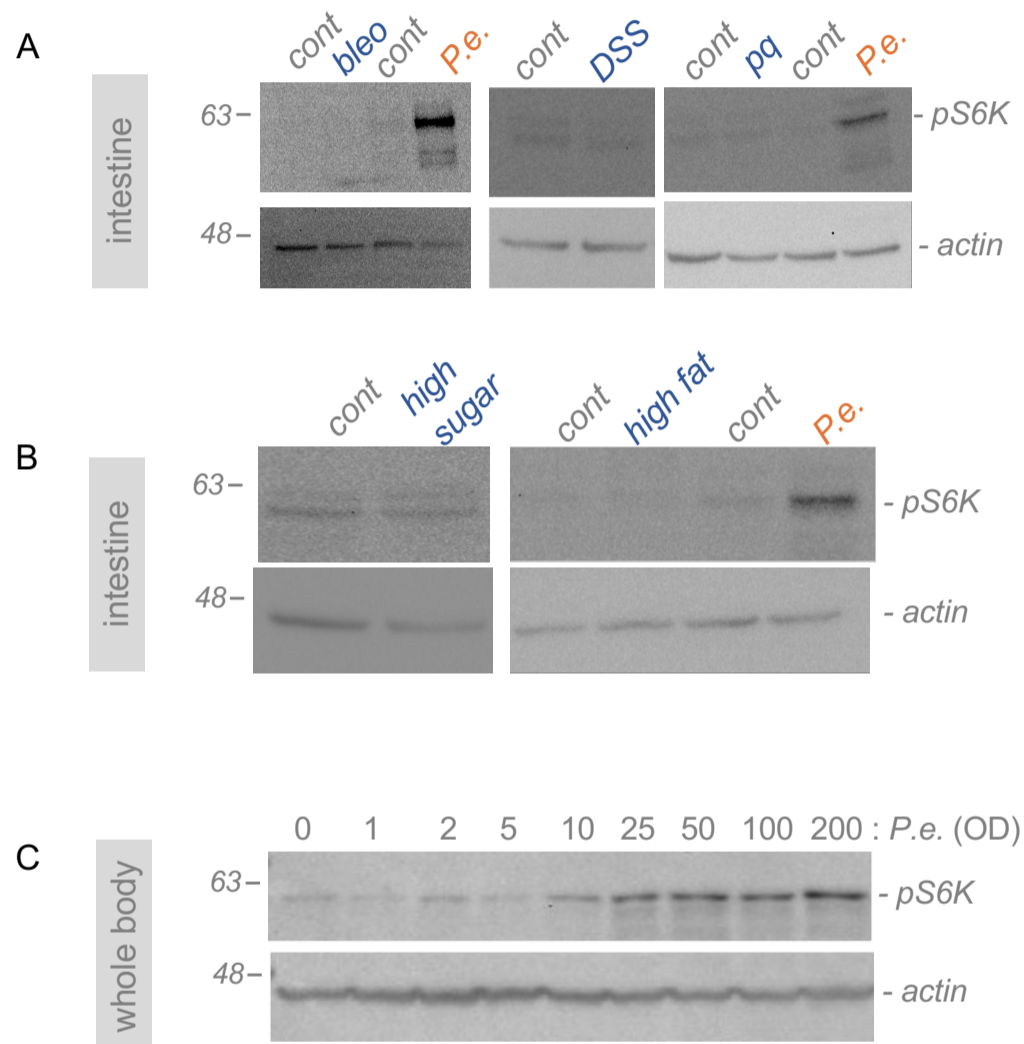 A
cont bleo cont P.e. cont DSS cont pq cont P.e.
intestine
63
- pS6K
48
- actin
B
cont high sugar cont high fat cont P.e.
intestine
63
- pS6K
48
- actin
C
0 1 2 5 10 25 50 100 200 : P.e. (OD)
whole body
63
- pS6K
48
- actin